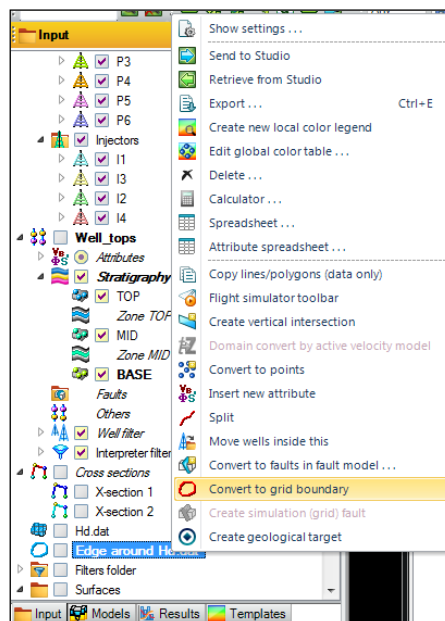 Input
P3
P4
P5
P6
Injectors
I1
I3
I2
I4
Well_tops
Attributes
Stratigraphy
TOP
Zone TOP
MID
Zone MID
BASE
Faults
Others
Well filter
Interpreter filter
Cross sections
X-section 1
X-section 2
Hd.dat
Edge around
Filters folder
Surfaces
Input Models Results Templates
Show settings ...
Send to Studio
Retrieve from Studio
Export ... Ctrl+E
Create new local color legend
Edit global color table ...
Delete ...
Calculator ...
Spreadsheet ...
Attribute spreadsheet ...
Copy lines/polygons (data only)
Flight simulator toolbar
Create vertical intersection
Domain convert by active velocity model
Convert to points
Insert new attribute
Split
Move wells inside this
Convert to faults in fault model ...
Convert to grid boundary
Create simulation (grid) fault
Create geological target